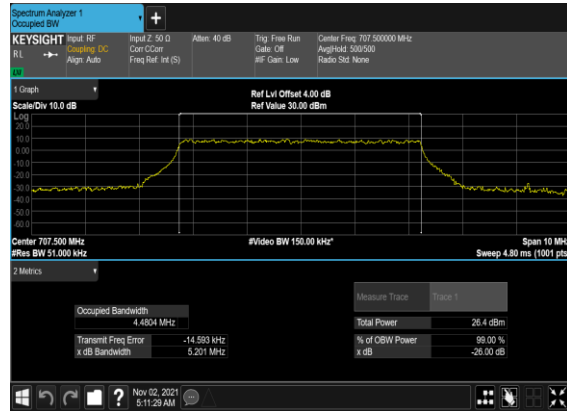 Spectrum Analyzer 1
Occupied BW
+
KEYSIGHT Input: RF Input Z: 50 Ω Atten: 40 dB Trig: Free Run Center Freq: 707.500000 MHz
RL Coupling: DC Corr CCorr Gate: Off Avg|Hold: 500/500
Align: Auto Freq Ref: Int (S) #IF Gain: Low Radio Std: None
1 Graph
Ref Lvl Offset 4.00 dB
Scale/Div 10.0 dB Ref Value 30.00 dBm
Log
20.0
10.0
0.00
-10.0
-20.0
-30.0
-40.0
-50.0
-60.0
Center 707.500 MHz #Video BW 150.00 kHz* Span 10 MHz
#Res BW 51.000 kHz Sweep 4.80 ms (1001 pts
2 Metrics
Measure Trace Trace 1
Occupied Bandwidth
4.4804 MHz
Total Power 26.4 dBm
Transmit Freq Error -14.593 kHz % of OBW Power 99.00 %
x dB Bandwidth 5.201 MHz x dB -26.00 dB
?
Nov 02, 2021
5:11:29 AM